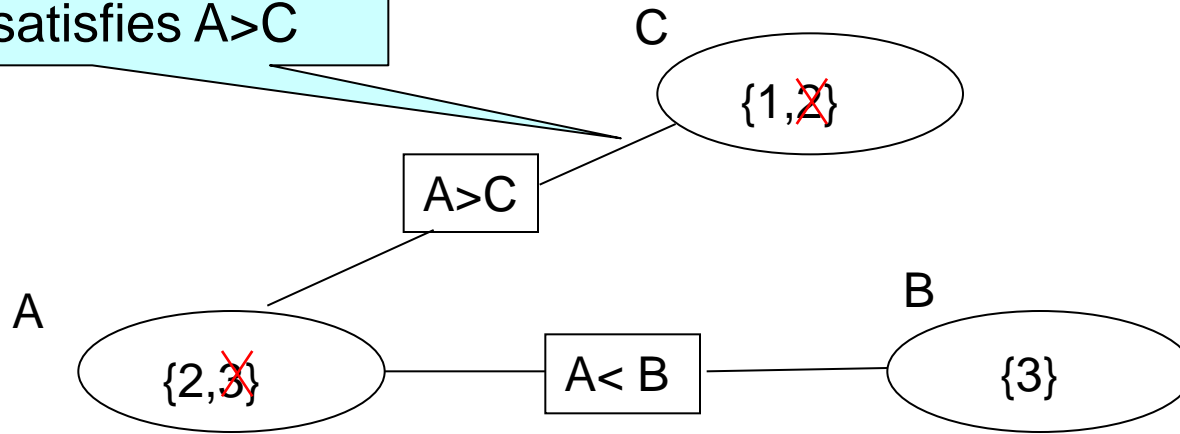 satisfies A>C
C
{1,2}
A>C
A
B
{2,3}
A< B
{3}